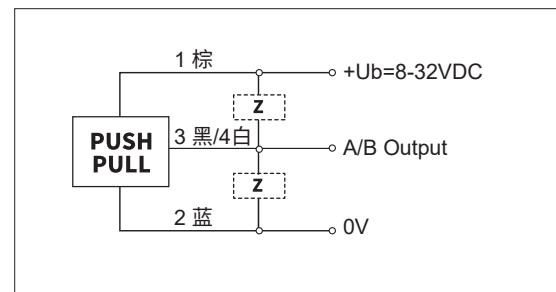 1 棕
+Ub=8-32VDC
Z
PUSH
PULL
3 黑/4白
A/B Output
Z
2 蓝
0V